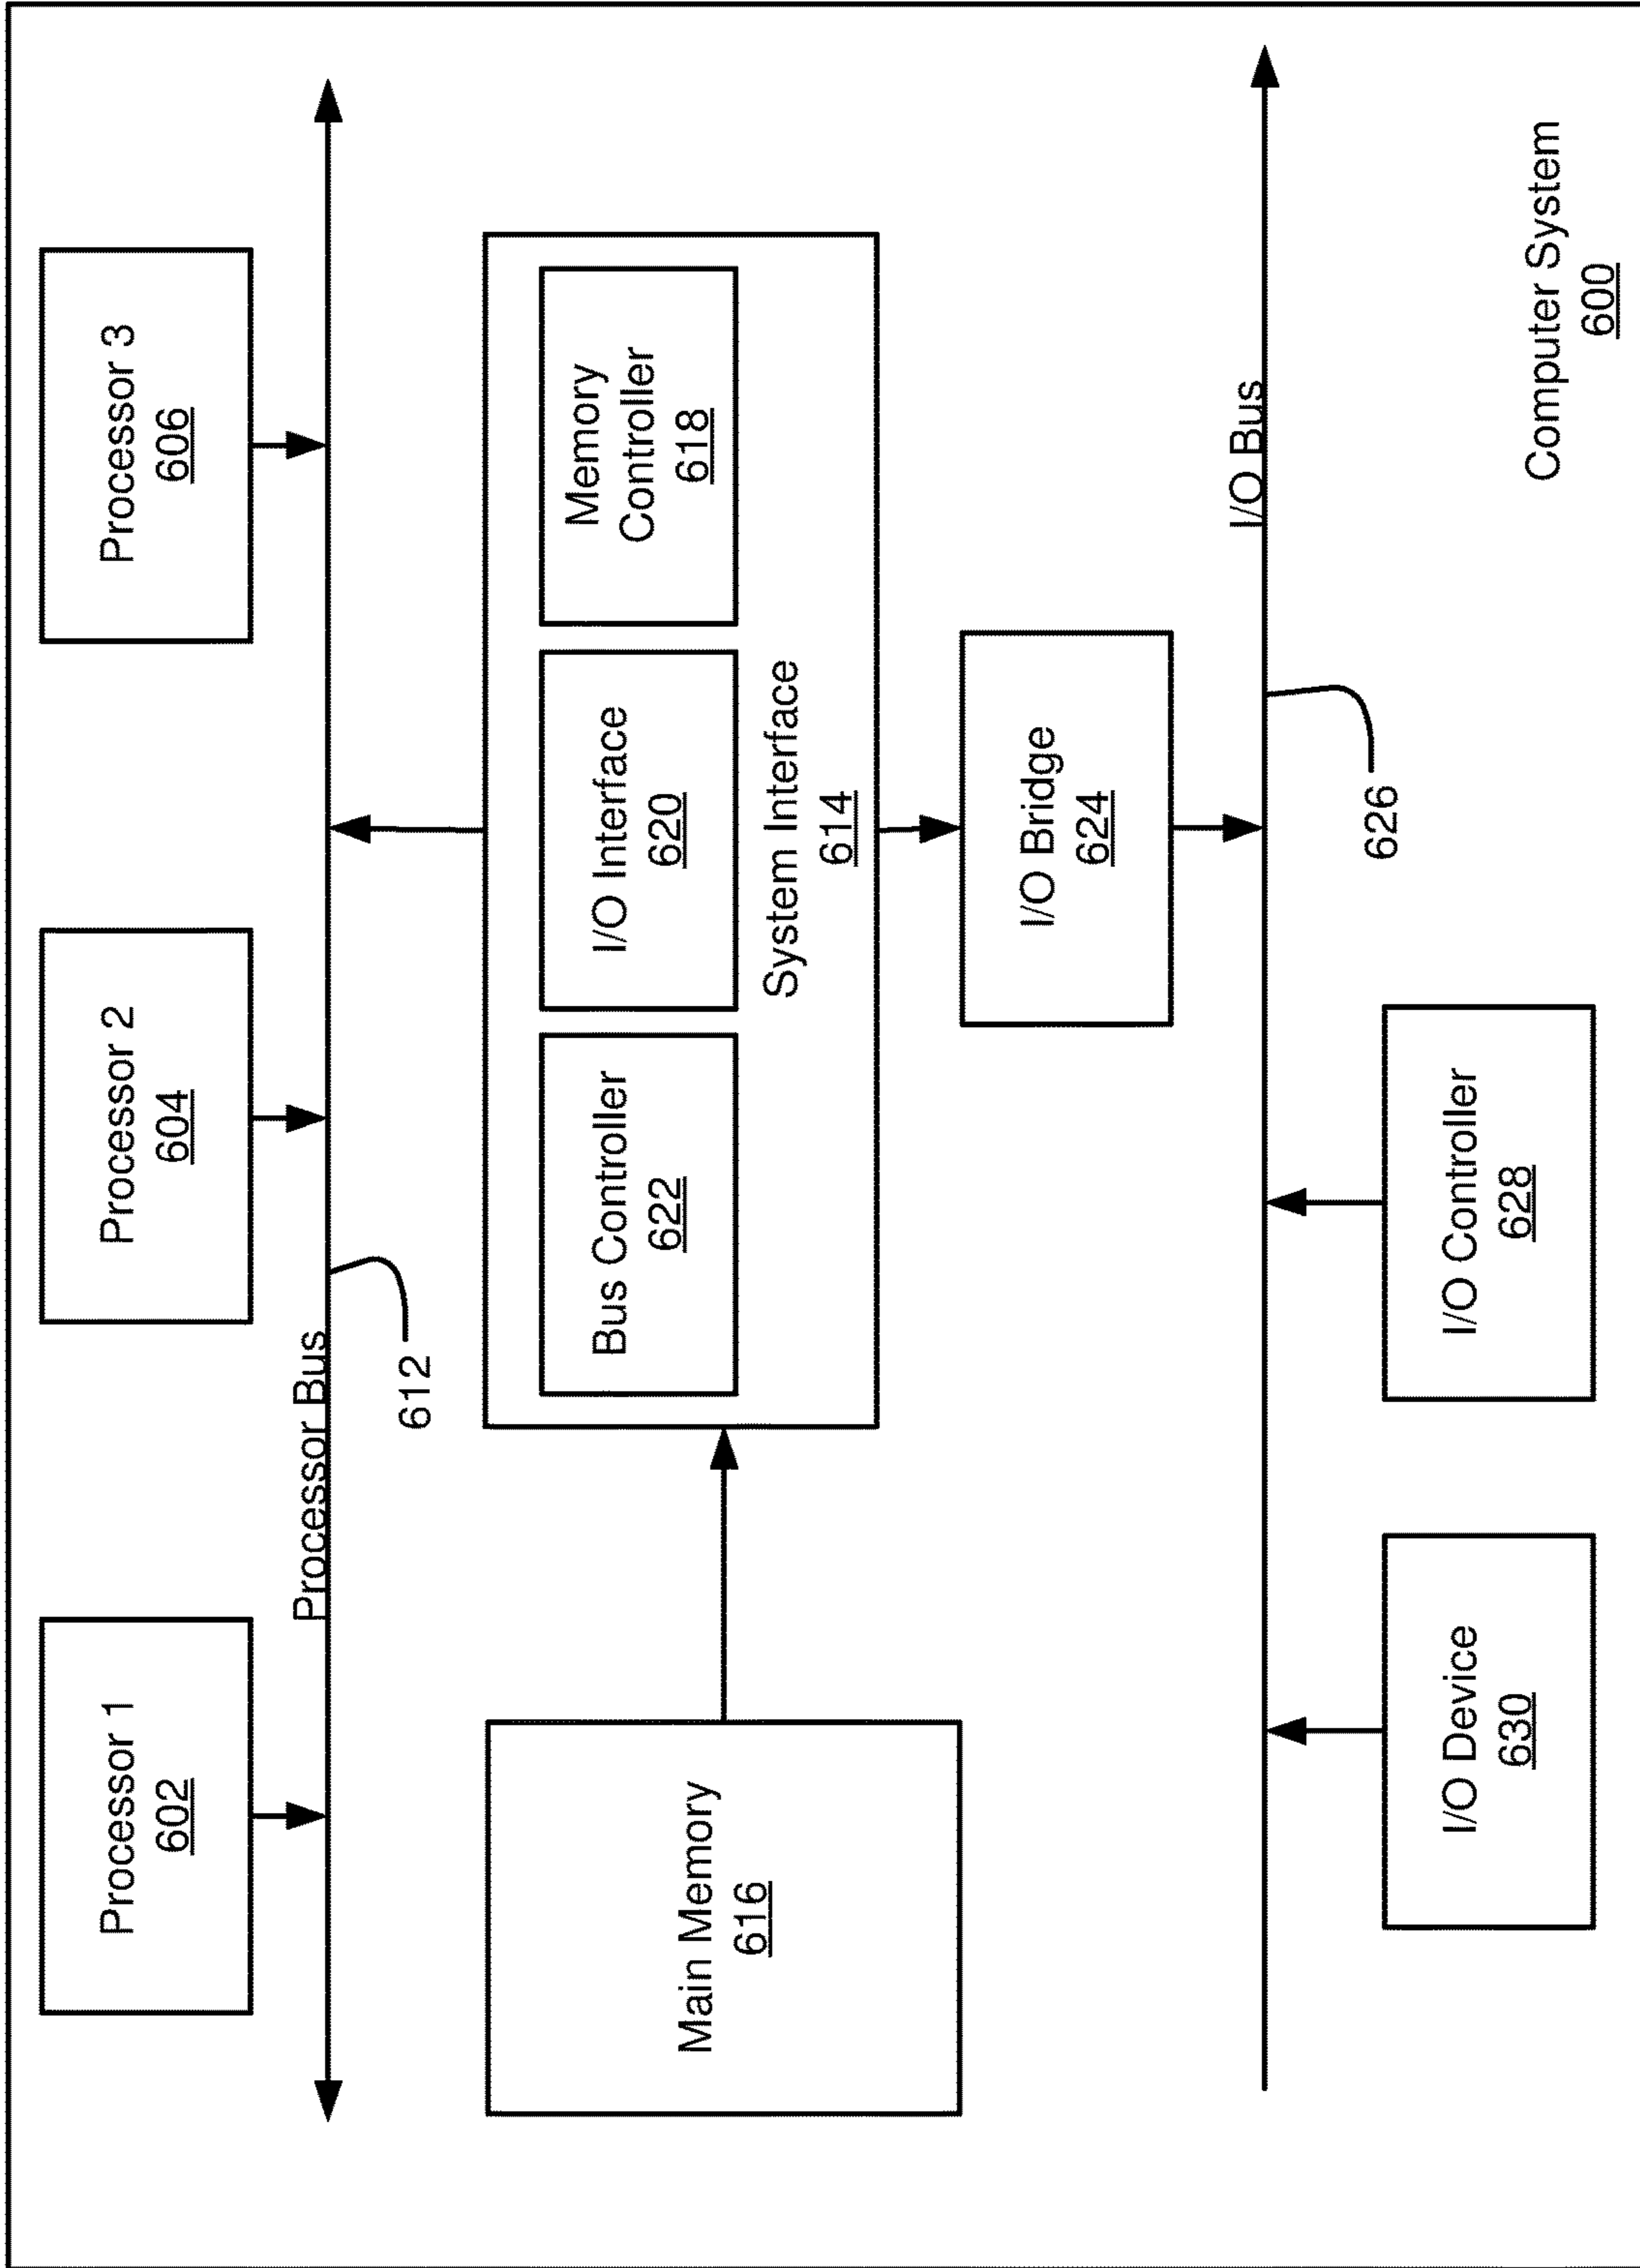 Processor 1
602
Processor 2
604
Processor 3
606
Processor Bus
612
Main Memory
616
Bus Controller
622
I/O Interface
620
Memory
Controller
618
System Interface
614
I/O Bridge
624
I/O Bus
626
I/O Device
630
I/O Controller
628
Computer System
600